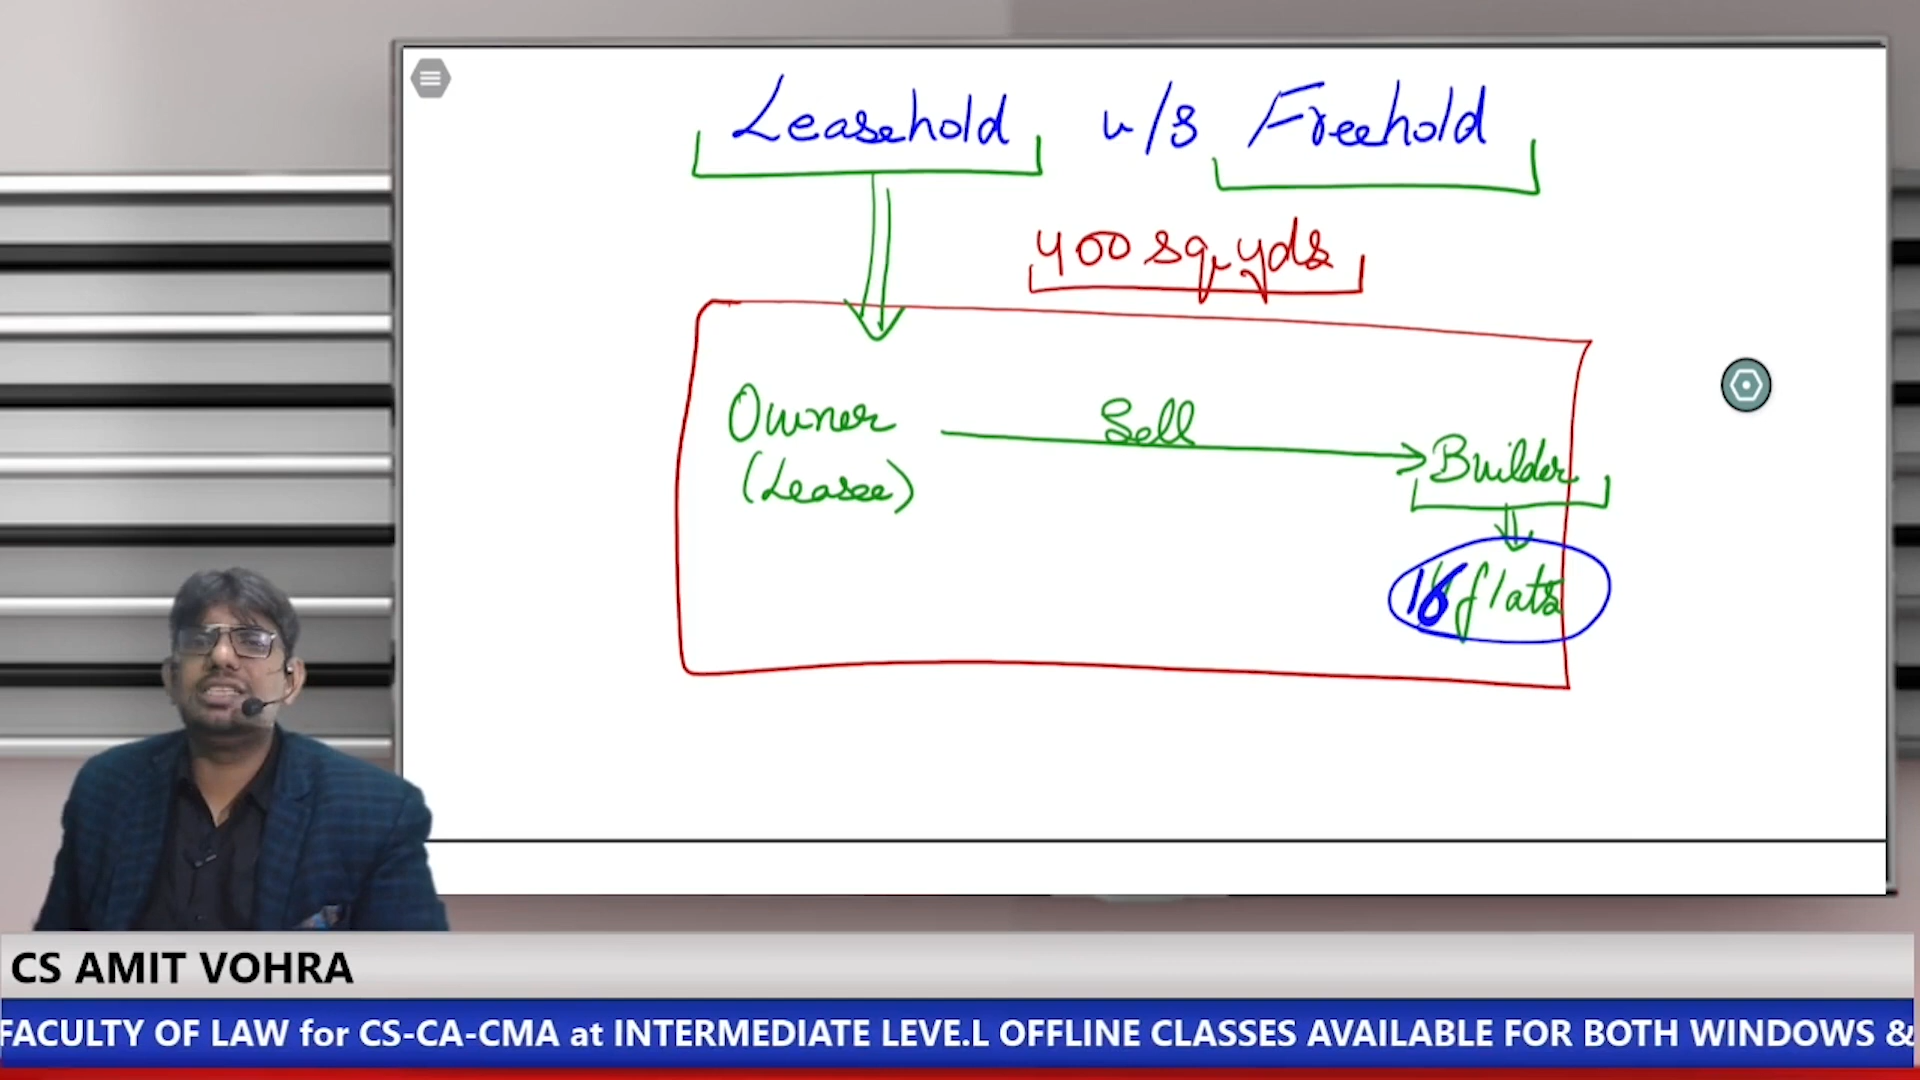 Leasehold v/s Freehold
400 sq. yds
Owner
(Leasee)
Sell
Builder
16 flats
CS AMIT VOHRA
FACULTY OF LAW for CS-CA-CMA at INTERMEDIATE LEVE.L OFFLINE CLASSES AVAILABLE FOR BOTH WINDOWS &